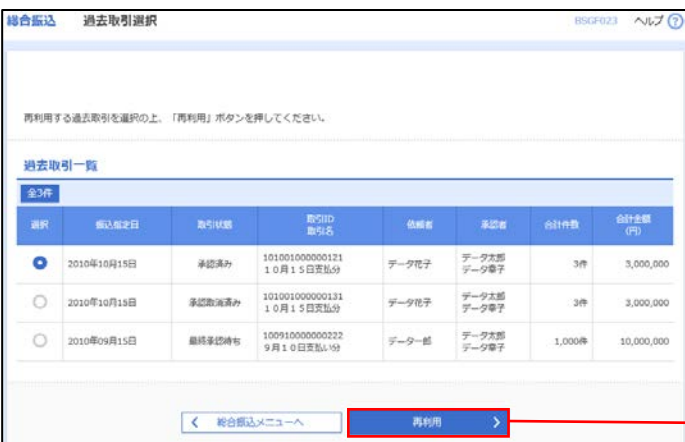 総合振込 過去取引選択 BSGF023 ヘルプ ?
再利用する過去取引を選択の上、「再利用」ボタンを押してください。
過去取引一覧
全3件
選択 振込指定日 取引状態 取引ID 取引名 依頼者 承認者 合計件数 合計金額 (円)
2010年10月15日 承認済み 101001000000121 データ花子 データ太郎 3件 3,000,000
10月15日支払分 データ幸子
2010年10月15日 承認取消済み 101001000000131 データ花子 データ太郎 3件 3,000,000
10月15日支払分 データ幸子
2010年09月15日 最終承認待ち 100910000000222 データ一郎 データ太郎 1,000件 10,000,000
9月10日支払い分 データ幸子
総合振込メニューへ 再利用